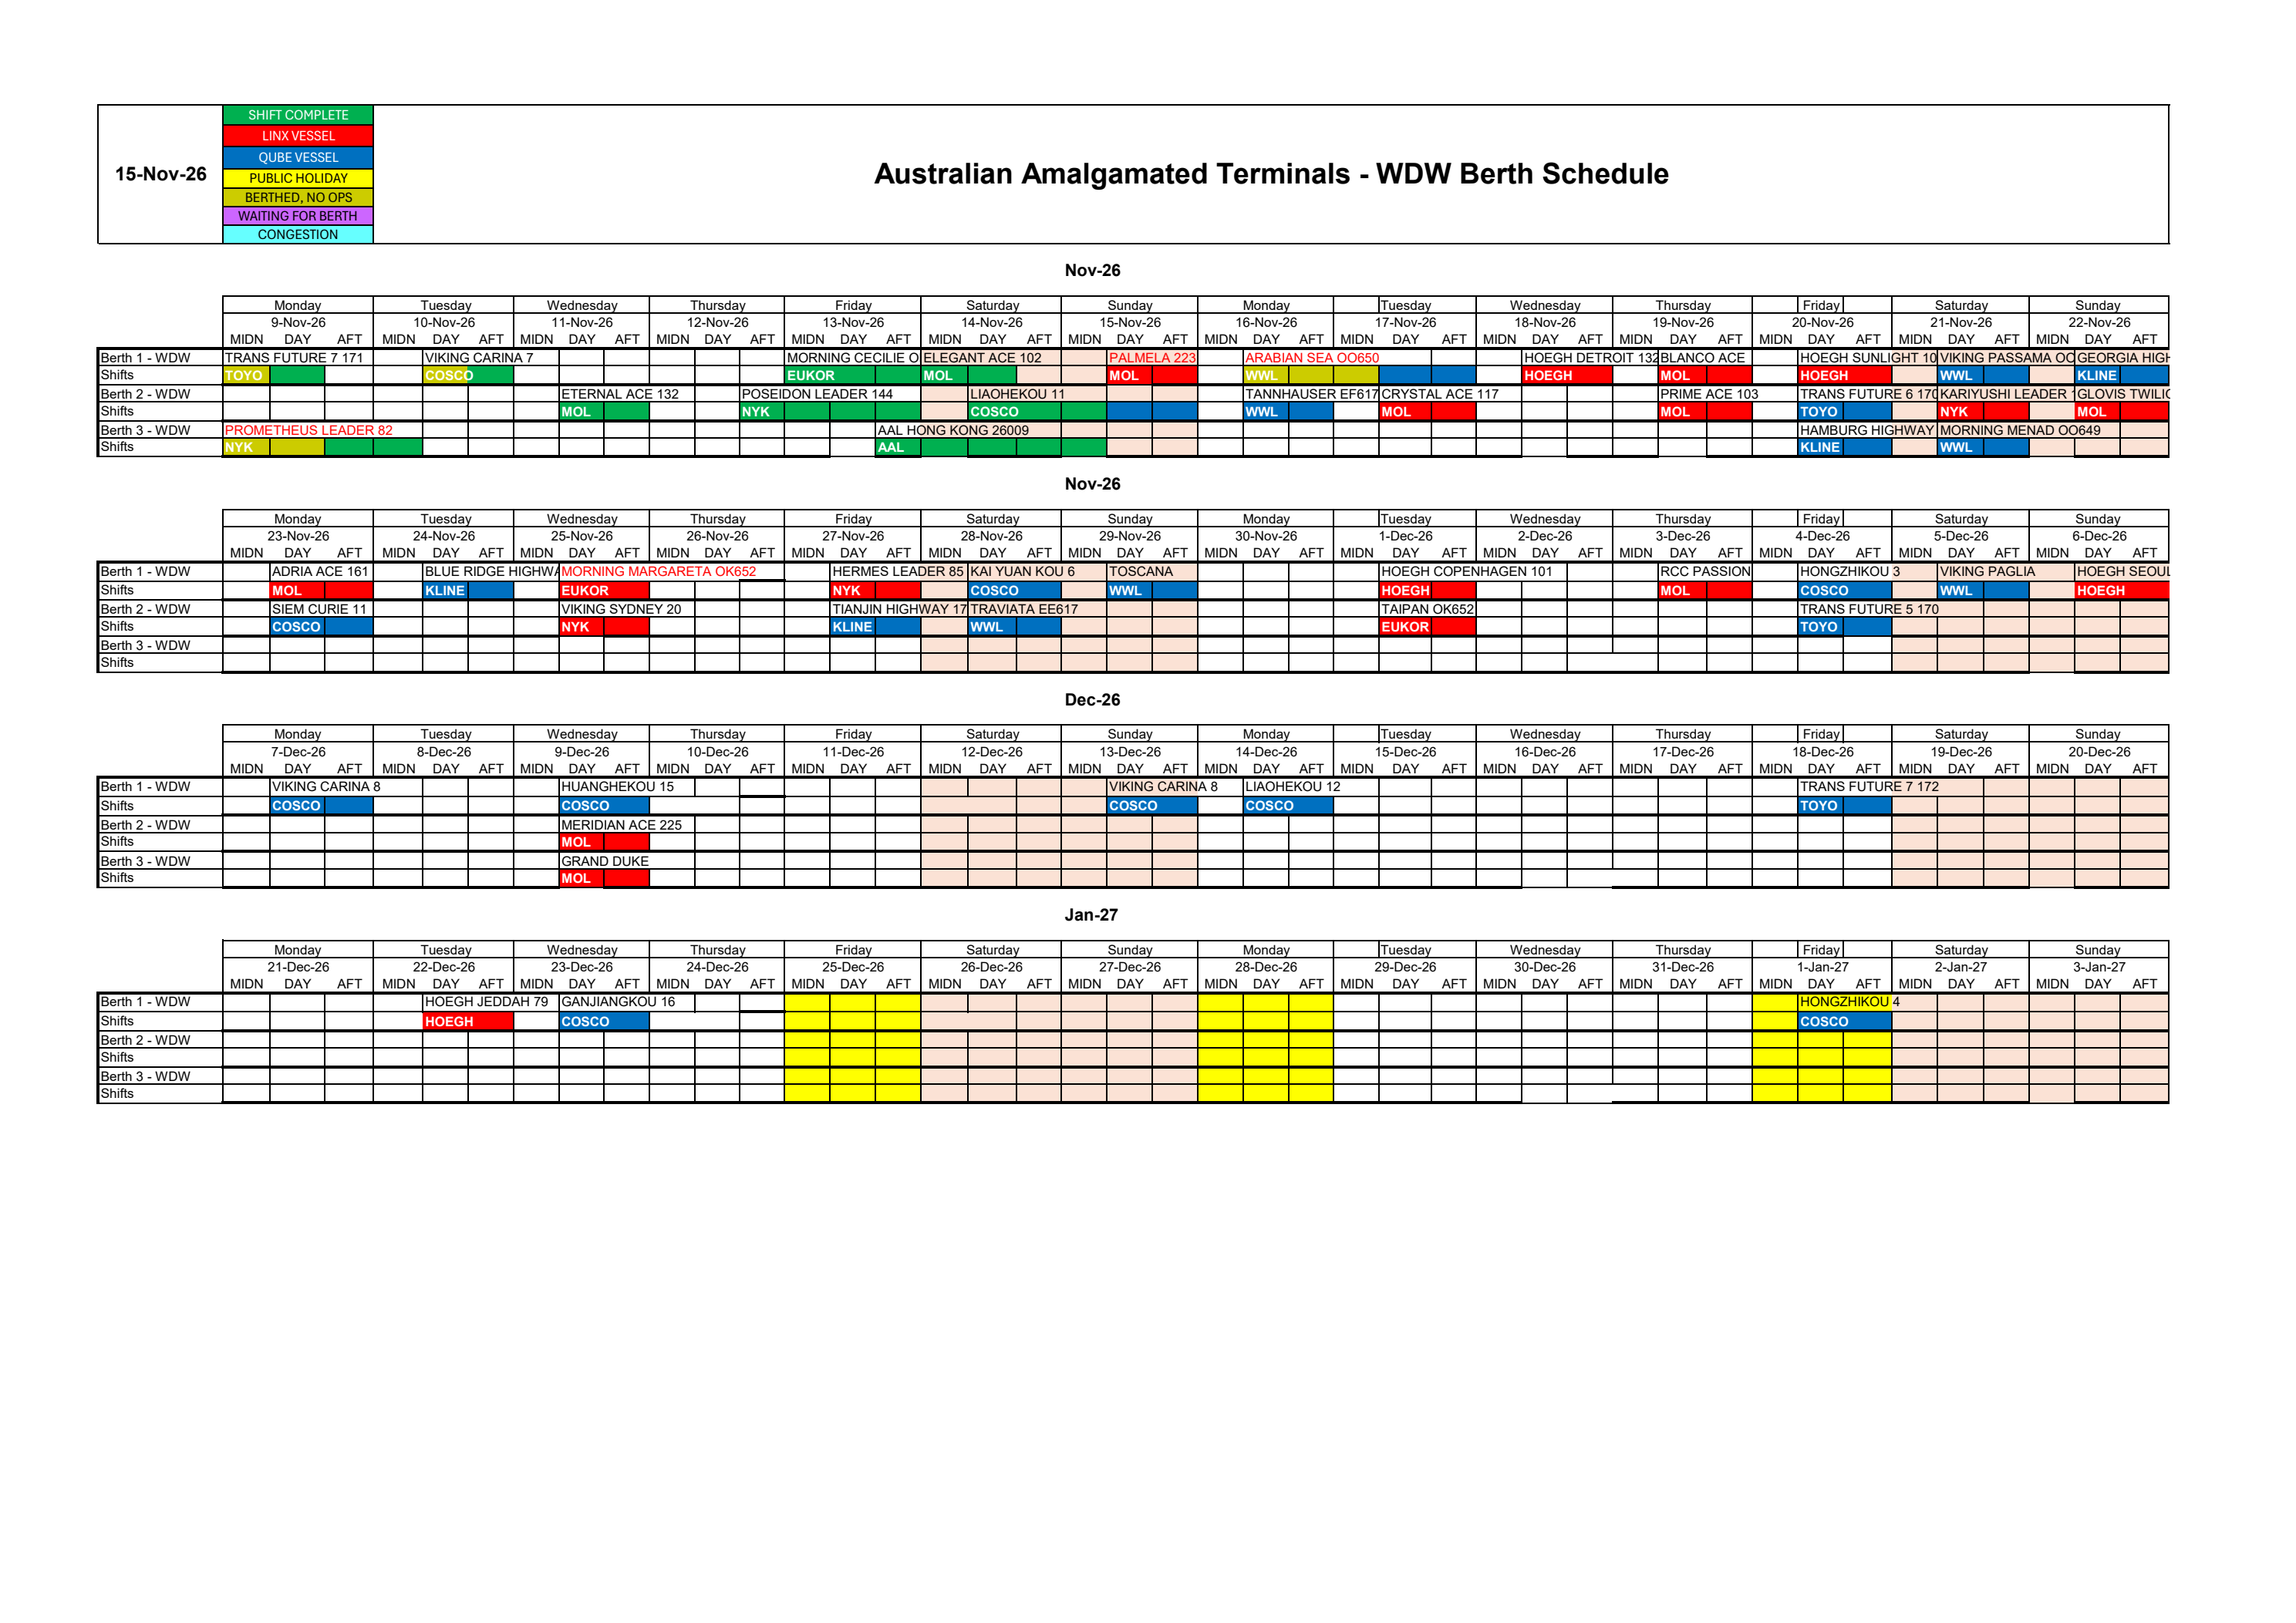 SHIFT COMPLETE
LINX VESSEL
QUBE VESSEL
PUBLIC HOLIDAY
BERTHED, NO OPS
WAITING FOR BERTH
CONGESTION
15-Nov-26
Australian Amalgamated Terminals - WDW Berth Schedule
Nov-26
Monday Tuesday Wednesday Thursday Friday Saturday Sunday Monday Tuesday Wednesday Thursday Friday Saturday Sunday
9-Nov-26 10-Nov-26 11-Nov-26 12-Nov-26 13-Nov-26 14-Nov-26 15-Nov-26 16-Nov-26 17-Nov-26 18-Nov-26 19-Nov-26 20-Nov-26 21-Nov-26 22-Nov-26
MIDN DAY AFT MIDN DAY AFT MIDN DAY AFT MIDN DAY AFT MIDN DAY AFT MIDN DAY AFT MIDN DAY AFT MIDN DAY AFT MIDN DAY AFT MIDN DAY AFT MIDN DAY AFT MIDN DAY AFT MIDN DAY AFT MIDN DAY AFT
Berth 1 - WDW TRANS FUTURE 7 171 VIKING CARINA 7 MORNING CECILIE O ELEGANT ACE 102 PALMELA 223 ARABIAN SEA OO650 HOEGH DETROIT 132 BLANCO ACE HOEGH SUNLIGHT 10 VIKING PASSAMA OO GEORGIA HIGH
Shifts TOYO COSCO EUKOR MOL MOL WWL HOEGH MOL HOEGH WWL KLINE
Berth 2 - WDW ETERNAL ACE 132 POSEIDON LEADER 144 LIAOHEKOU 11 TANNHAUSER EF617 CRYSTAL ACE 117 PRIME ACE 103 TRANS FUTURE 6 170 KARIYUSHI LEADER GLOVIS TWILIG
Shifts MOL NYK COSCO WWL MOL MOL TOYO NYK MOL
Berth 3 - WDW PROMETHEUS LEADER 82 AAL HONG KONG 26009 HAMBURG HIGHWAY MORNING MENAD OO649
Shifts NYK AAL KLINE WWL
Nov-26
Monday Tuesday Wednesday Thursday Friday Saturday Sunday Monday Tuesday Wednesday Thursday Friday Saturday Sunday
23-Nov-26 24-Nov-26 25-Nov-26 26-Nov-26 27-Nov-26 28-Nov-26 29-Nov-26 30-Nov-26 1-Dec-26 2-Dec-26 3-Dec-26 4-Dec-26 5-Dec-26 6-Dec-26
MIDN DAY AFT MIDN DAY AFT MIDN DAY AFT MIDN DAY AFT MIDN DAY AFT MIDN DAY AFT MIDN DAY AFT MIDN DAY AFT MIDN DAY AFT MIDN DAY AFT MIDN DAY AFT MIDN DAY AFT MIDN DAY AFT MIDN DAY AFT
Berth 1 - WDW ADRIA ACE 161 BLUE RIDGE HIGHWA MORNING MARGARETA OK652 HERMES LEADER 85 KAI YUAN KOU 6 TOSCANA HOEGH COPENHAGEN 101 RCC PASSION HONGZHIKOU 3 VIKING PAGLIA HOEGH SEOUL
Shifts MOL KLINE EUKOR NYK COSCO WWL HOEGH MOL COSCO WWL HOEGH
Berth 2 - WDW SIEM CURIE 11 VIKING SYDNEY 20 TIANJIN HIGHWAY 17 TRAVIATA EE617 TAIPAN OK652 TRANS FUTURE 5 170
Shifts COSCO NYK KLINE WWL EUKOR TOYO
Berth 3 - WDW
Shifts
Dec-26
Monday Tuesday Wednesday Thursday Friday Saturday Sunday Monday Tuesday Wednesday Thursday Friday Saturday Sunday
7-Dec-26 8-Dec-26 9-Dec-26 10-Dec-26 11-Dec-26 12-Dec-26 13-Dec-26 14-Dec-26 15-Dec-26 16-Dec-26 17-Dec-26 18-Dec-26 19-Dec-26 20-Dec-26
MIDN DAY AFT MIDN DAY AFT MIDN DAY AFT MIDN DAY AFT MIDN DAY AFT MIDN DAY AFT MIDN DAY AFT MIDN DAY AFT MIDN DAY AFT MIDN DAY AFT MIDN DAY AFT MIDN DAY AFT MIDN DAY AFT MIDN DAY AFT
Berth 1 - WDW VIKING CARINA 8 HUANGHEKOU 15 VIKING CARINA 8 LIAOHEKOU 12 TRANS FUTURE 7 172
Shifts COSCO COSCO COSCO COSCO TOYO
Berth 2 - WDW MERIDIAN ACE 225
Shifts MOL
Berth 3 - WDW GRAND DUKE
Shifts MOL
Jan-27
Monday Tuesday Wednesday Thursday Friday Saturday Sunday Monday Tuesday Wednesday Thursday Friday Saturday Sunday
21-Dec-26 22-Dec-26 23-Dec-26 24-Dec-26 25-Dec-26 26-Dec-26 27-Dec-26 28-Dec-26 29-Dec-26 30-Dec-26 31-Dec-26 1-Jan-27 2-Jan-27 3-Jan-27
MIDN DAY AFT MIDN DAY AFT MIDN DAY AFT MIDN DAY AFT MIDN DAY AFT MIDN DAY AFT MIDN DAY AFT MIDN DAY AFT MIDN DAY AFT MIDN DAY AFT MIDN DAY AFT MIDN DAY AFT MIDN DAY AFT MIDN DAY AFT
Berth 1 - WDW HOEGH JEDDAH 79 GANJIANGKOU 16 HONGZHIKOU 4
Shifts HOEGH COSCO COSCO
Berth 2 - WDW
Shifts
Berth 3 - WDW
Shifts